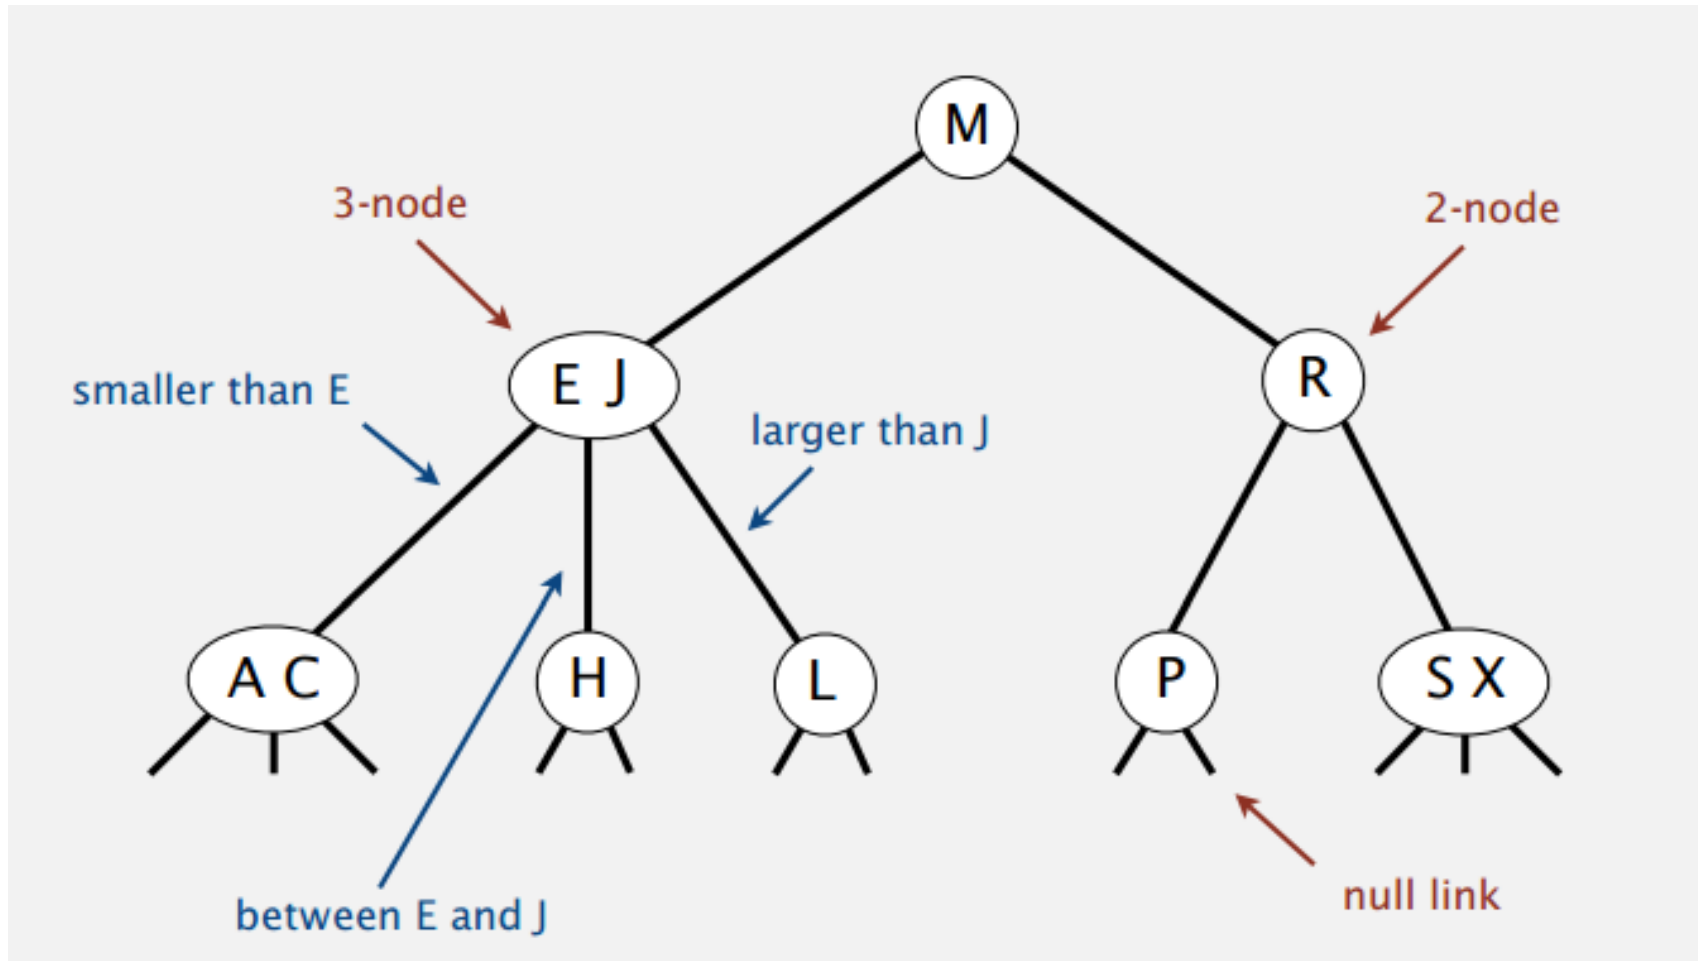 M
3-node
2-node
E J
R
smaller than E
larger than J
A C
H
L
P
S X
between E and J
null link